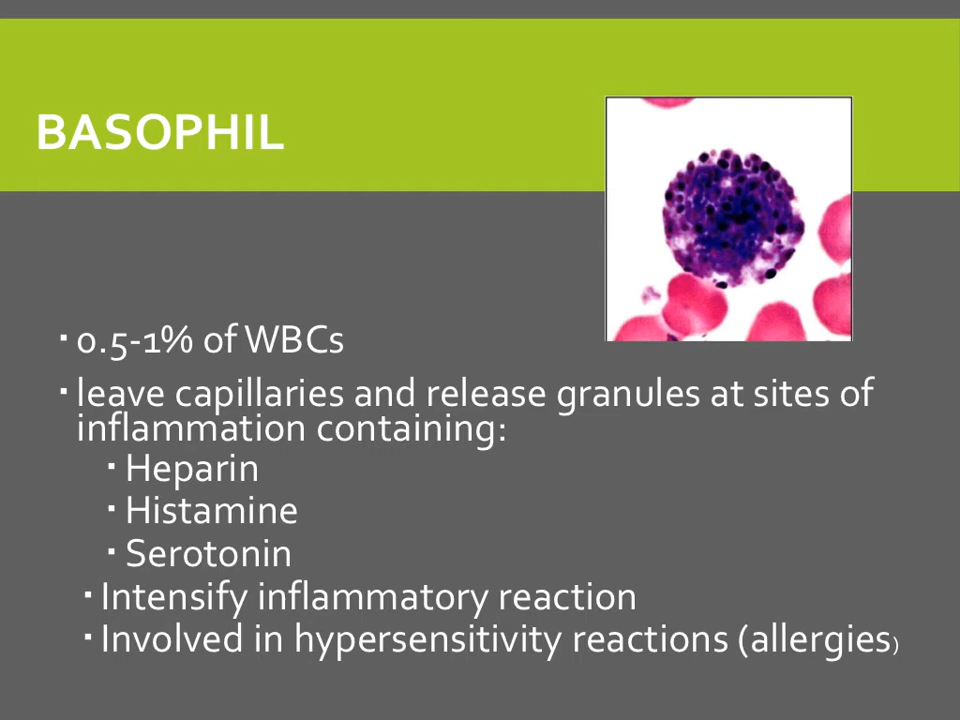 BASOPHIL
▪ 0.5-1% of WBCs
▪ leave capillaries and release granules at sites of
inflammation containing:
▪ Heparin
▪ Histamine
▪ Serotonin
▪ Intensify inflammatory reaction
▪ Involved in hypersensitivity reactions (allergies)